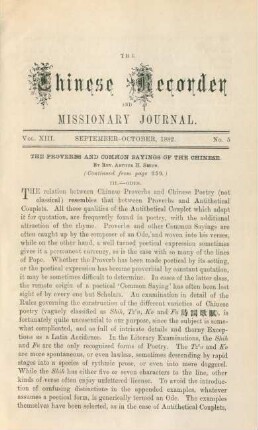 THE
Chinese Recorder
AND
MISSIONARY JOURNAL.
VOL. XIII. SEPTEMBER-OCTOBER, 1882. No. 5
THE PROVERBS AND COMMON SAYINGS OF THE CHINESE.
BY REV. ARTHUR H. SMITH.
(Continued from page
III.—ODES.
THE relation between Chinese Proverbs and Chinese Poetry (not
classical) resembles that between Proverbs and Antithetical
Couplets. All those qualities of the Antithetical Couplet which adapt
it for quotation, are frequently found in poetry, with the additional
attraction of the rhyme. Proverbs and other Common Sayings are
often caught up by the composer of an Ode, and woven into his verses,
while on the other hand, a well turned poetical expression sometimes
gives it a permanent currency, as is the case with so many of the lines
of Pope. Whether the Proverb has been made poetical by its setting,
or the poetical expression has become proverbial by constant quotation,
it may be sometimes difficult to determine. In some of the latter class,
the remote origin of a poetical 'Common Saying' has often been lost
sight of by every one but Scholars. An examination in detail of the
Rules governing the construction of the different varieties of Chinese
poetry (vaguely classified as Shih, Tz'u, Ko and Fu 詩詞歌賦) is
fortunately quite unessential to our purpose, since the subject is some-
what complicated, and as full of intricate details and thorny Excep-
tions as a Latin Accidence. In the Literary Examinations, the Shih
and Fu are the only recognised forms of Poetry. The Tz'u and Ko
are more spontaneous, or even lawless, sometimes descending by rapid
stages into a species of rythmic prose, or even into mere doggerel.
While the Shih has either five or seven characters to the line, other
kinds of verse often enjoy unfettered license. To avoid the introduc-
tion of confusing distinctions in the appended examples, whatever
assumes a poetical form, is generically termed an Ode. The examples
themselves have been selected, as in the case of Antithetical Couplets,